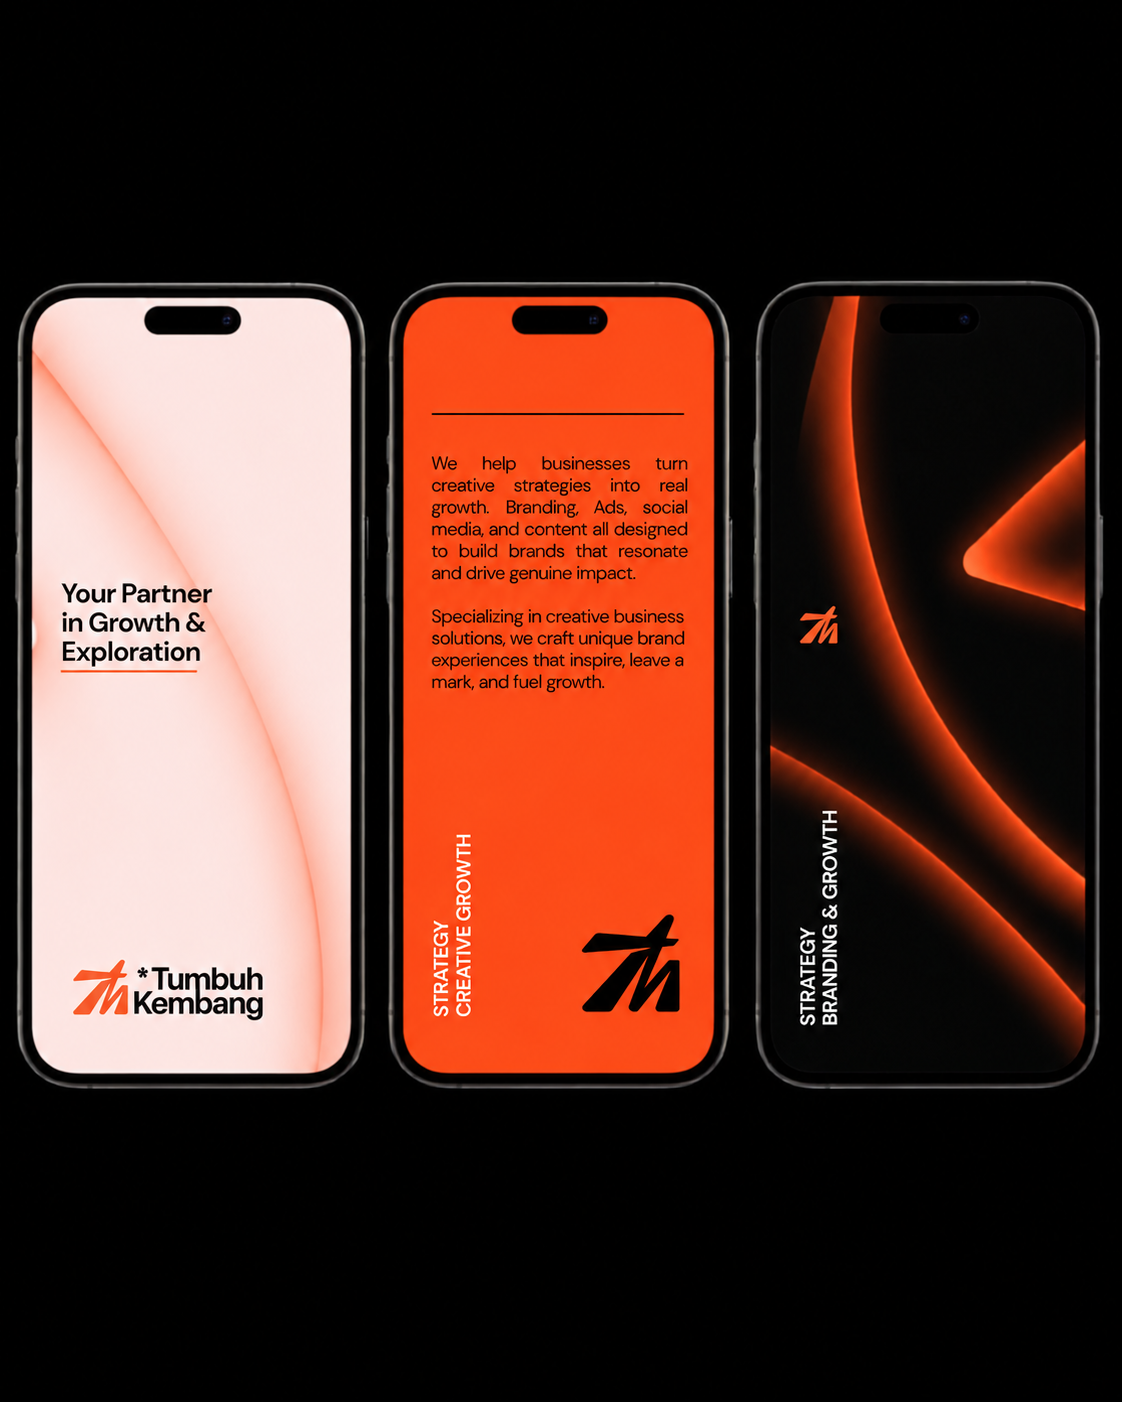 Your Partner
in Growth &
Exploration
*Tumbuh
Kembang
We help businesses turn
creative strategies into real
growth. Branding, Ads, social
media, and content all designed
to build brands that resonate
and drive genuine impact.
Specializing in creative business
solutions, we craft unique brand
experiences that inspire, leave a
mark, and fuel growth.
STRATEGY
CREATIVE GROWTH
STRATEGY
BRANDING & GROWTH